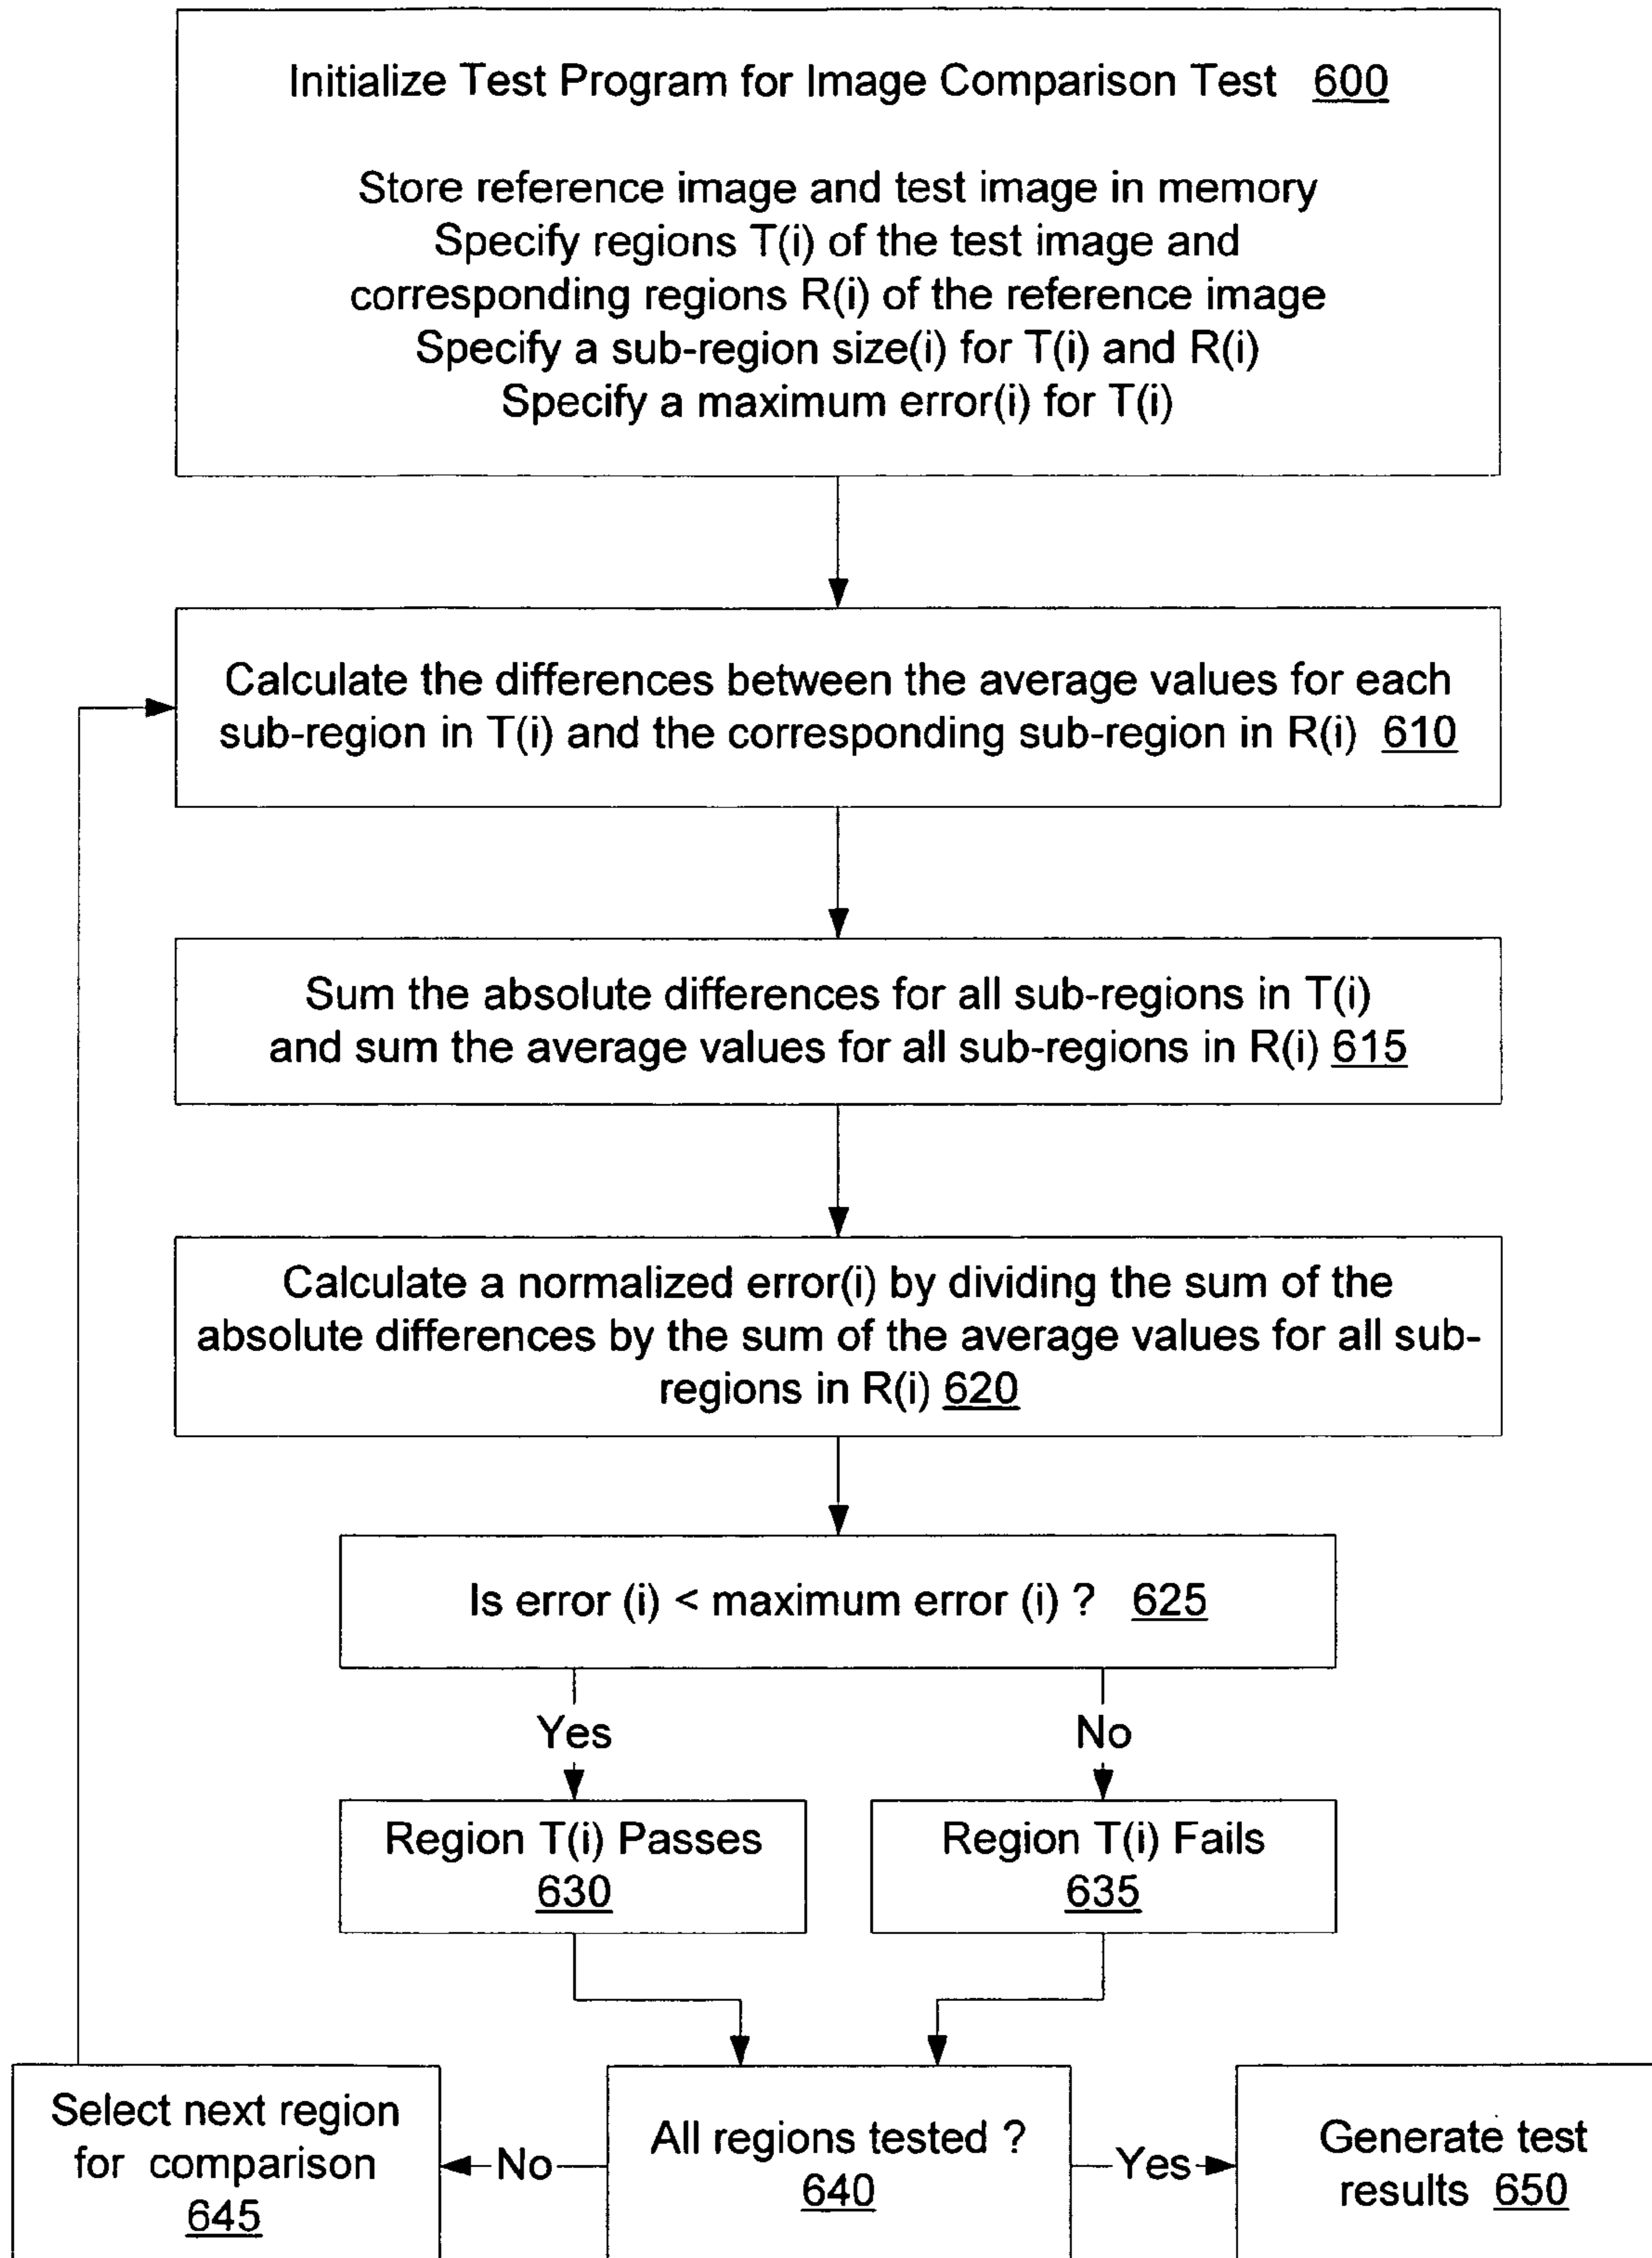 Initialize Test Program for Image Comparison Test 600
Store reference image and test image in memory
Specify regions T(i) of the test image and
corresponding regions R(i) of the reference image
Specify a sub-region size(i) for T(i) and R(i)
Specify a maximum error(i) for T(i)
Calculate the differences between the average values for each
sub-region in T(i) and the corresponding sub-region in R(i) 610
Sum the absolute differences for all sub-regions in T(i)
and sum the average values for all sub-regions in R(i) 615
Calculate a normalized error(i) by dividing the sum of the
absolute differences by the sum of the average values for all sub-
regions in R(i) 620
Is error (i) < maximum error (i) ? 625
Yes
No
Region T(i) Passes
630
Region T(i) Fails
635
Select next region
for comparison
645
No
All regions tested ?
640
Yes
Generate test
results 650